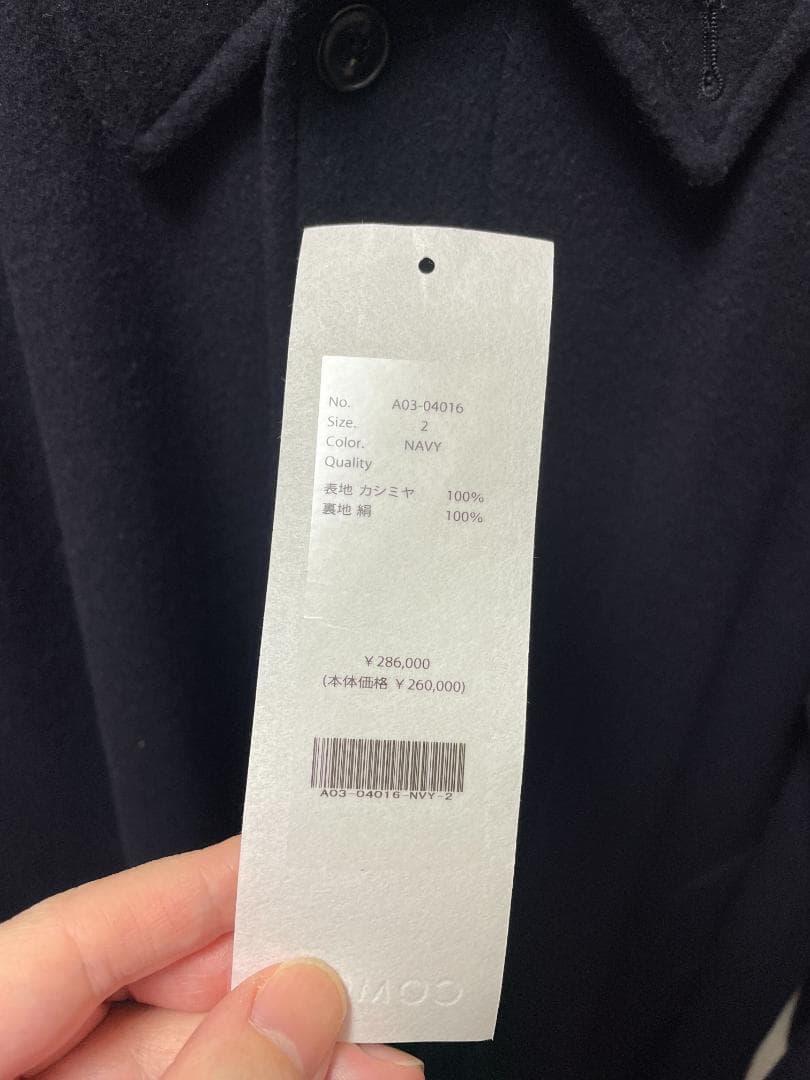 No. A03-04016
Size. 2
Color. NAVY
Quality
表地 カシミヤ 100%
裏地 絹 100%
￥286,000
(本体価格 ￥260,000)
A03-04016-NVY-2